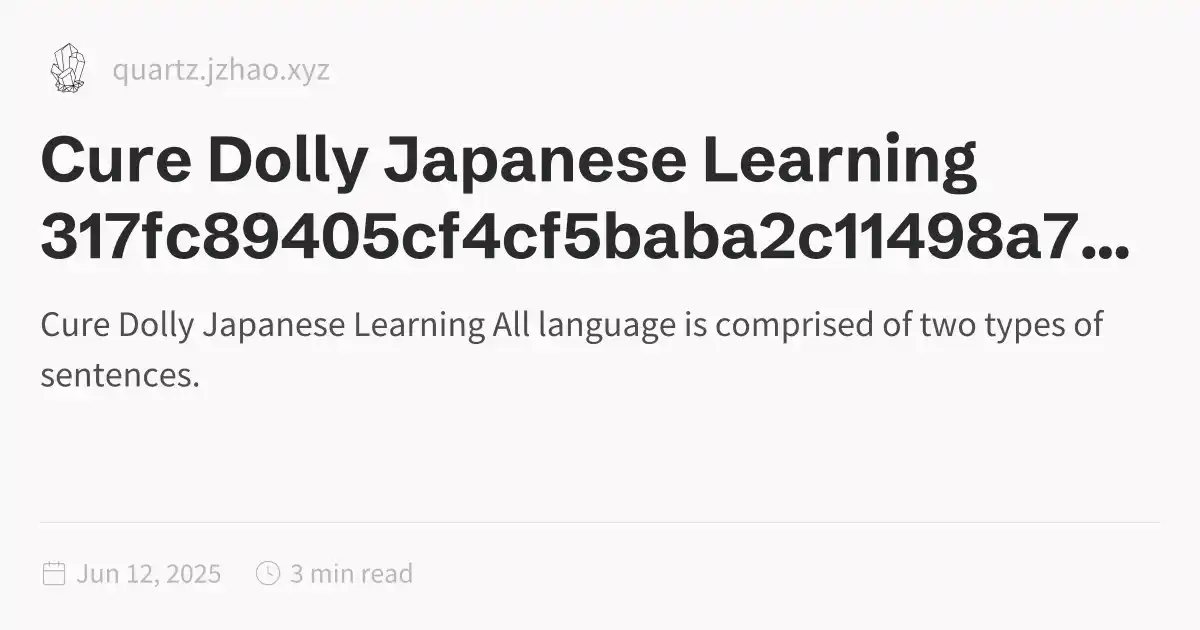 quartz.jzhao.xyz
Cure Dolly Japanese Learning
317fc89405cf4cf5baba2c11498a7...
Cure Dolly Japanese Learning All language is comprised of two types of
sentences.
Jun 12, 2025 3 min read